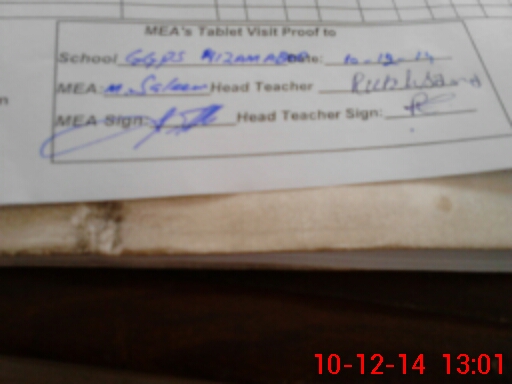 MEA's Tablet Visit Proof to
School GGPS NIZAMABAD Date: 10-12-14
MEA: M. Saleem Head Teacher
MEA Sign: Head Teacher Sign:
10-12-14 13:01